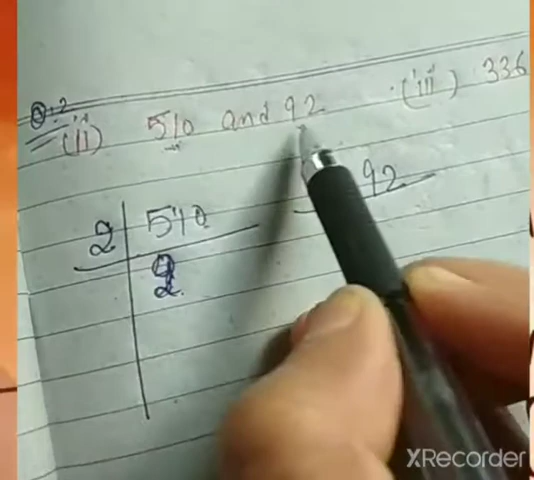 Q.2
(ii) 510 and 92 (iii) 336
2 510 92
2
XRecorder